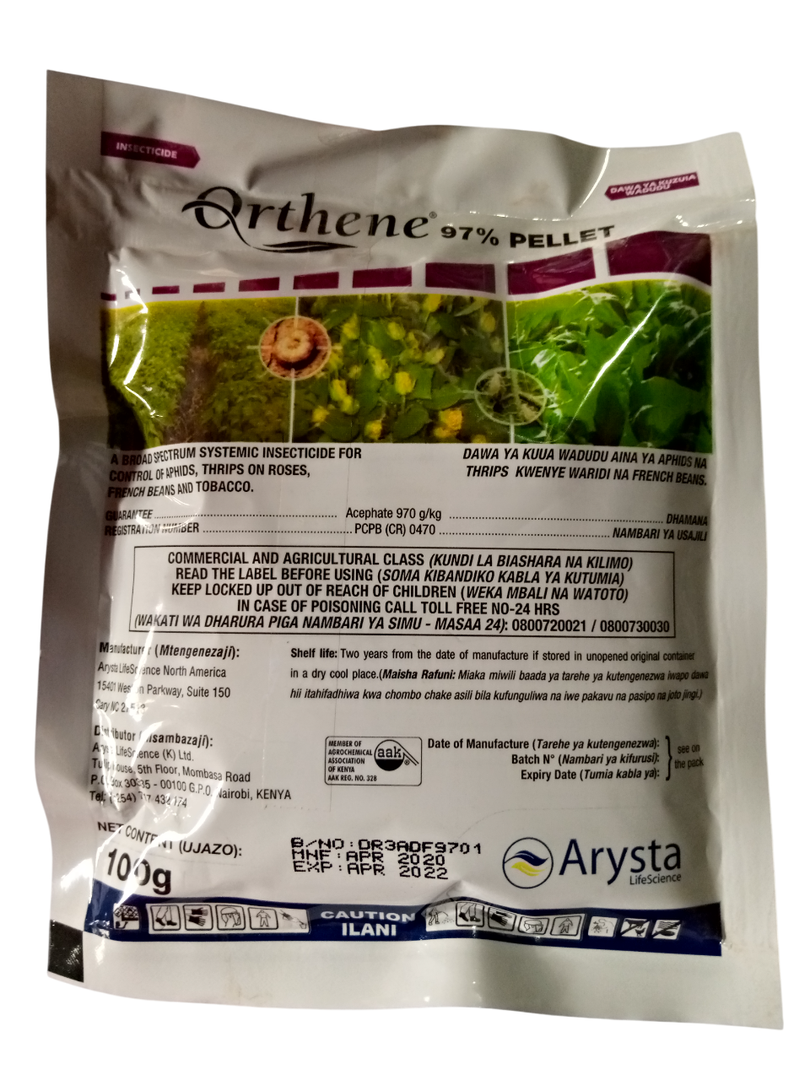 INSECTICIDE
DAWA YA KUZUIA
WADUDU
Orthene® 97% PELLET
A BROAD SPECTRUM SYSTEMIC INSECTICIDE FOR
CONTROL OF APHIDS, THRIPS ON ROSES,
FRENCH BEANS AND TOBACCO.
DAWA YA KUUA WADUDU AINA YA APHIDS NA
THRIPS KWENYE WARIDI NA FRENCH BEANS.
GUARANTEE ........ Acephate 970 g/kg ........ DHAMANA
REGISTRATION NUMBER ........ PCPB (CR) 0470 ........ NAMBARI YA USAJILI
COMMERCIAL AND AGRICULTURAL CLASS (KUNDI LA BIASHARA NA KILIMO)
READ THE LABEL BEFORE USING (SOMA KIBANDIKO KABLA YA KUTUMIA)
KEEP LOCKED UP OUT OF REACH OF CHILDREN (WEKA MBALI NA WATOTO)
IN CASE OF POISONING CALL TOLL FREE NO-24 HRS
(WAKATI WA DHARURA PIGA NAMBARI YA SIMU - MASAA 24): 0800720021 / 0800730030
Manufacturer (Mtengenezaji):
Arysta LifeScience North America
15401 Weston Parkway, Suite 150
Cary NC
Shelf life: Two years from the date of manufacture if stored in unopened original container
in a dry cool place.(Maisha Rafuni: Miaka miwili baada ya tarehe ya kutengenezwa iwapo dawa
hii itahifadhiwa kwa chombo chake asili bila kufunguliwa na iwe pakavu na pasipo na joto jingi.)
Distributor
Arysta LifeScience (K) Ltd.
5th Floor, Mombasa Road
P.O. Box - 00100 G.P.O. Nairobi, KENYA
Tel:
MEMBER OF
AGROCHEMICAL
ASSOCIATION
OF KENYA
AAK REG. NO. 328
aak
Date of Manufacture (Tarehe ya kutengenezwa):
Batch N° (Nambari ya kifurusi):
Expiry Date (Tumia kabla ya):
see on
the pack
NET CONTENT (UJAZO):
100g
B/NO:DR3ADF9701
MNF:APR 2020
EXP:APR 2022
Arysta
LifeScience
CAUTION
ILANI